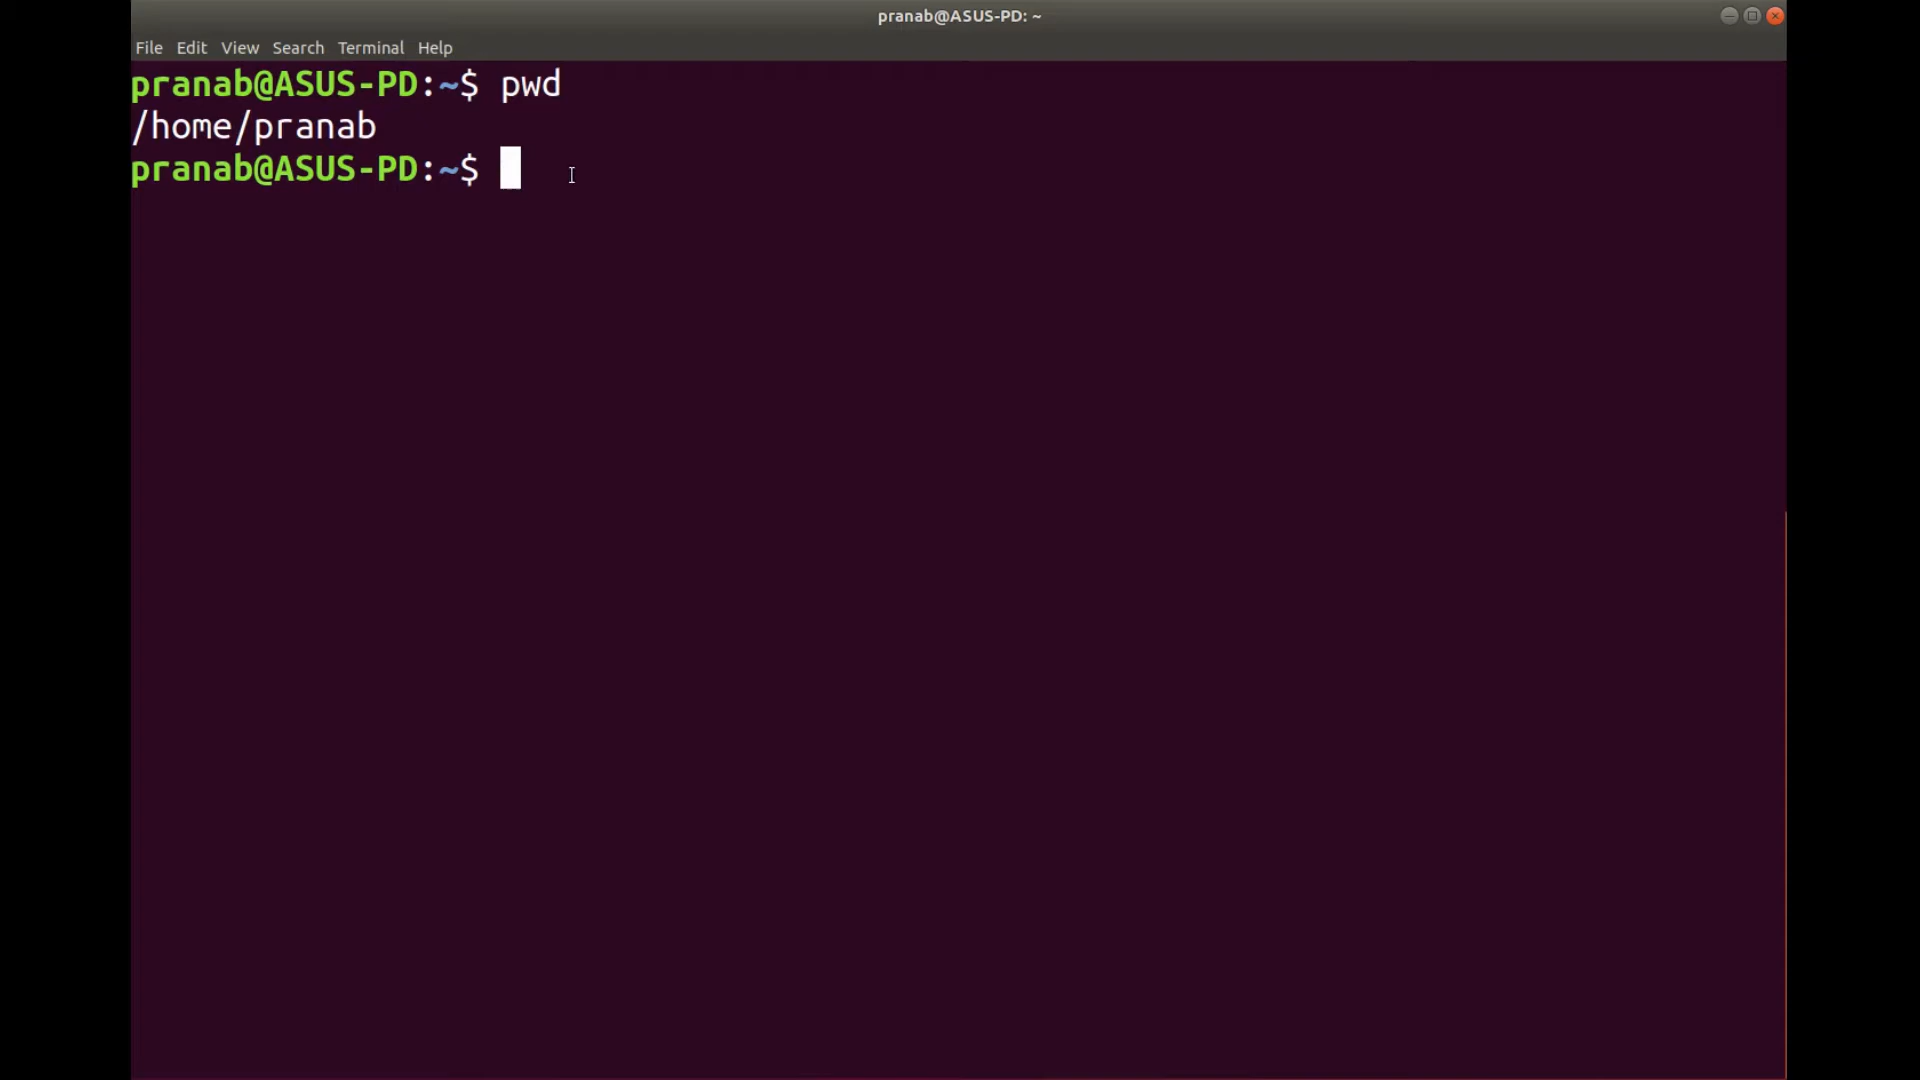 pranab@ASUS-PD: ~
File Edit View Search Terminal Help
pranab@ASUS-PD:~$ pwd
/home/pranab
pranab@ASUS-PD:~$